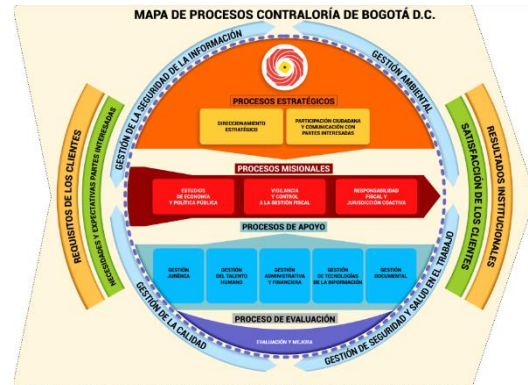 MAPA DE PROCESOS CONTRALORÍA DE BOGOTÁ D.C.
GESTIÓN DE LA SEGURIDAD DE LA INFORMACIÓN
GESTIÓN AMBIENTAL
REQUISITOS DE LOS CLIENTES
NECESIDADES Y EXPECTATIVAS PARTES INTERESADAS
PROCESOS ESTRATÉGICOS
DIRECCIONAMIENTO
ESTRATÉGICO
PARTICIPACIÓN CIUDADANA
Y COMUNICACIÓN CON
PARTES INTERESADAS
PROCESOS MISIONALES
ESTUDIOS
DE ECONOMÍA
Y POLÍTICA PÚBLICA
VIGILANCIA
Y CONTROL
A LA GESTIÓN FISCAL
RESPONSABILIDAD
FISCAL Y
JURISDICCIÓN COACTIVA
PROCESOS DE APOYO
GESTIÓN
JURÍDICA
GESTIÓN
DEL TALENTO
HUMANO
GESTIÓN
ADMINISTRATIVA
Y FINANCIERA
GESTIÓN
DE TECNOLOGÍAS
DE LA INFORMACIÓN
GESTIÓN
DOCUMENTAL
PROCESO DE EVALUACIÓN
EVALUACIÓN Y MEJORA
GESTIÓN DE LA CALIDAD
GESTIÓN DE SEGURIDAD Y SALUD EN EL TRABAJO
SATISFACCIÓN DE LOS CLIENTES
RESULTADOS INSTITUCIONALES